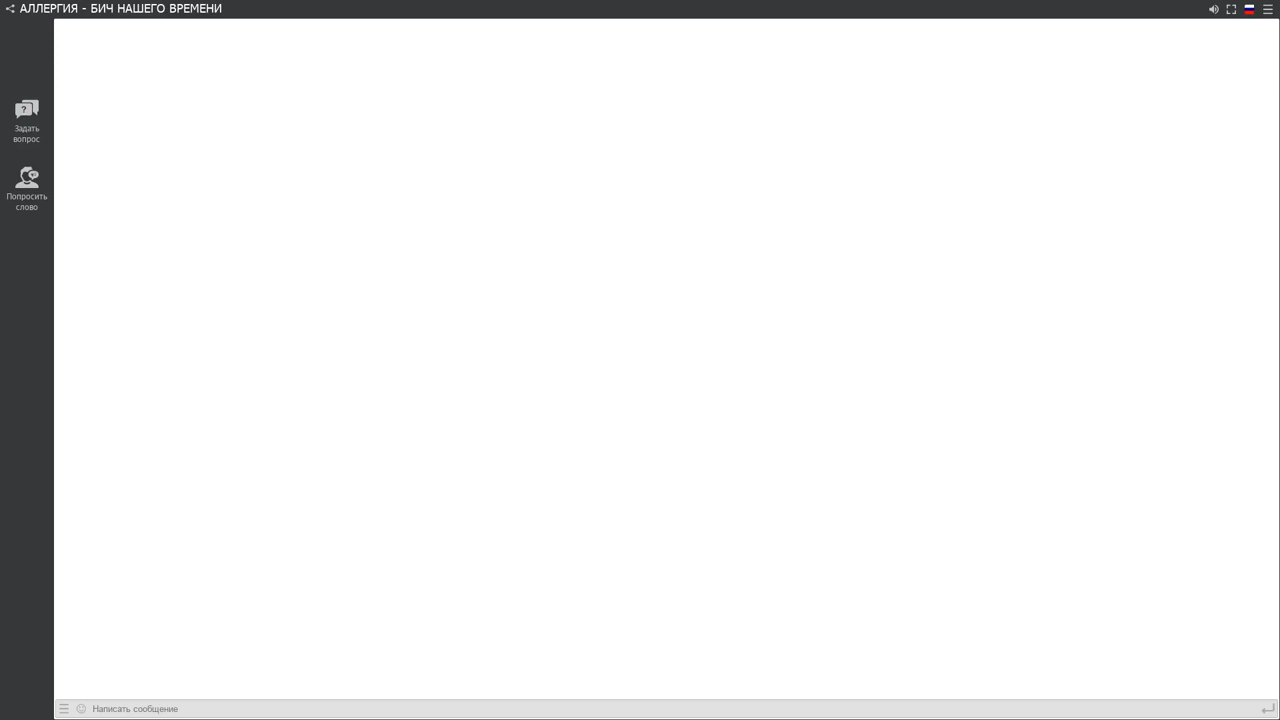 АЛЛЕРГИЯ - БИЧ НАШЕГО ВРЕМЕНИ
Задать
вопрос
Попросить
слово
Написать сообщение